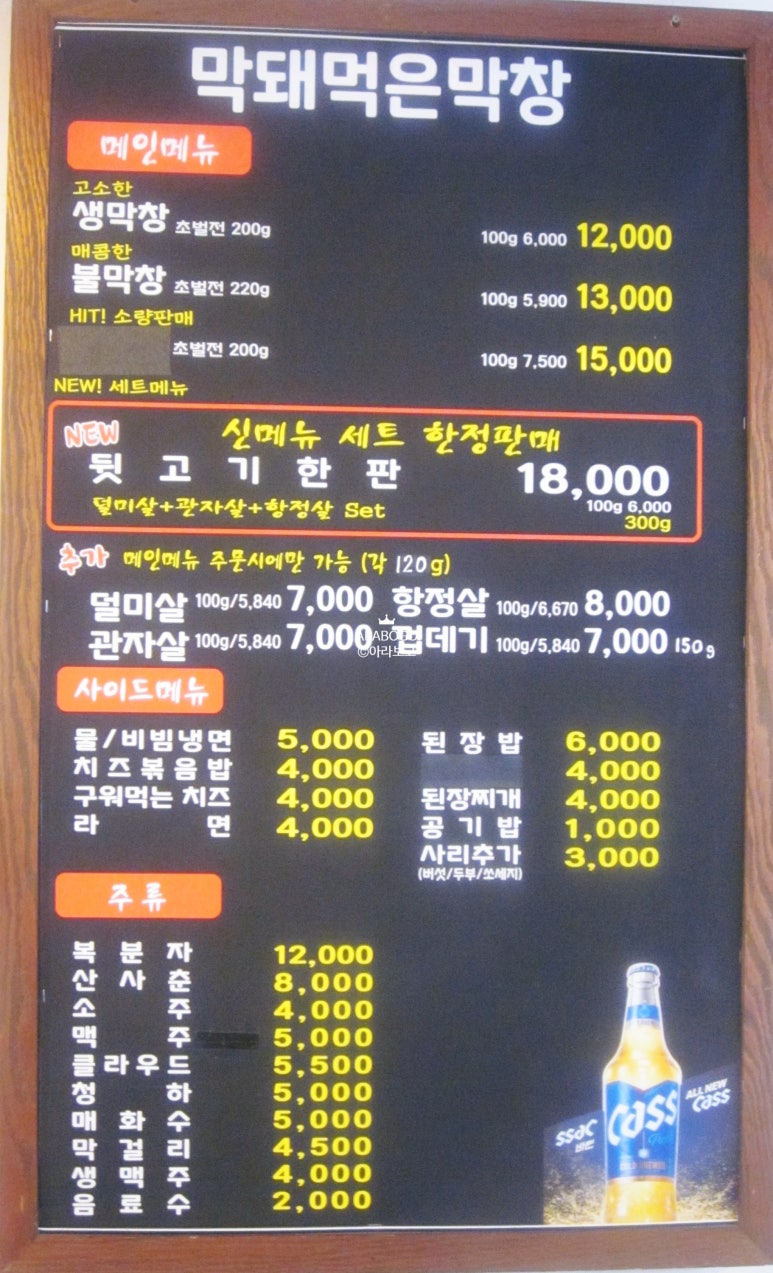 막돼먹은막창
메인메뉴
고소한
생막창 초벌전 200g 100g 6,000 12,000
매콤한
불막창 초벌전 220g 100g 5,900 13,000
HIT! 소량판매
초벌전 200g 100g 7,500 15,000
NEW! 세트메뉴
NEW 신메뉴 세트 한정판매
뒷고기한판 18,000
100g 6,000
덜미살+관자살+항정살 Set 300g
추가 메인메뉴 주문시에만 가능 (각 120g)
덜미살 100g/5,840 7,000 항정살 100g/6,670 8,000
관자살 100g/5,840 7,000 껍데기 100g/5,840 7,000 150g
©아라보고
사이드메뉴
물/비빔냉면 5,000 된장밥 6,000
치즈볶음밥 4,000 4,000
구워먹는 치즈 4,000 된장찌개 4,000
라면 4,000 공기밥 1,000
사리추가 3,000
(버섯/두부/쏘세지)
주류
복분자 12,000
산사춘 8,000
소주 4,000
맥주 5,000
클라우드 5,500
청하 5,000
매화수 5,000
막걸리 4,500
생맥주 4,000
음료수 2,000
ALL NEW
Cass
Cass